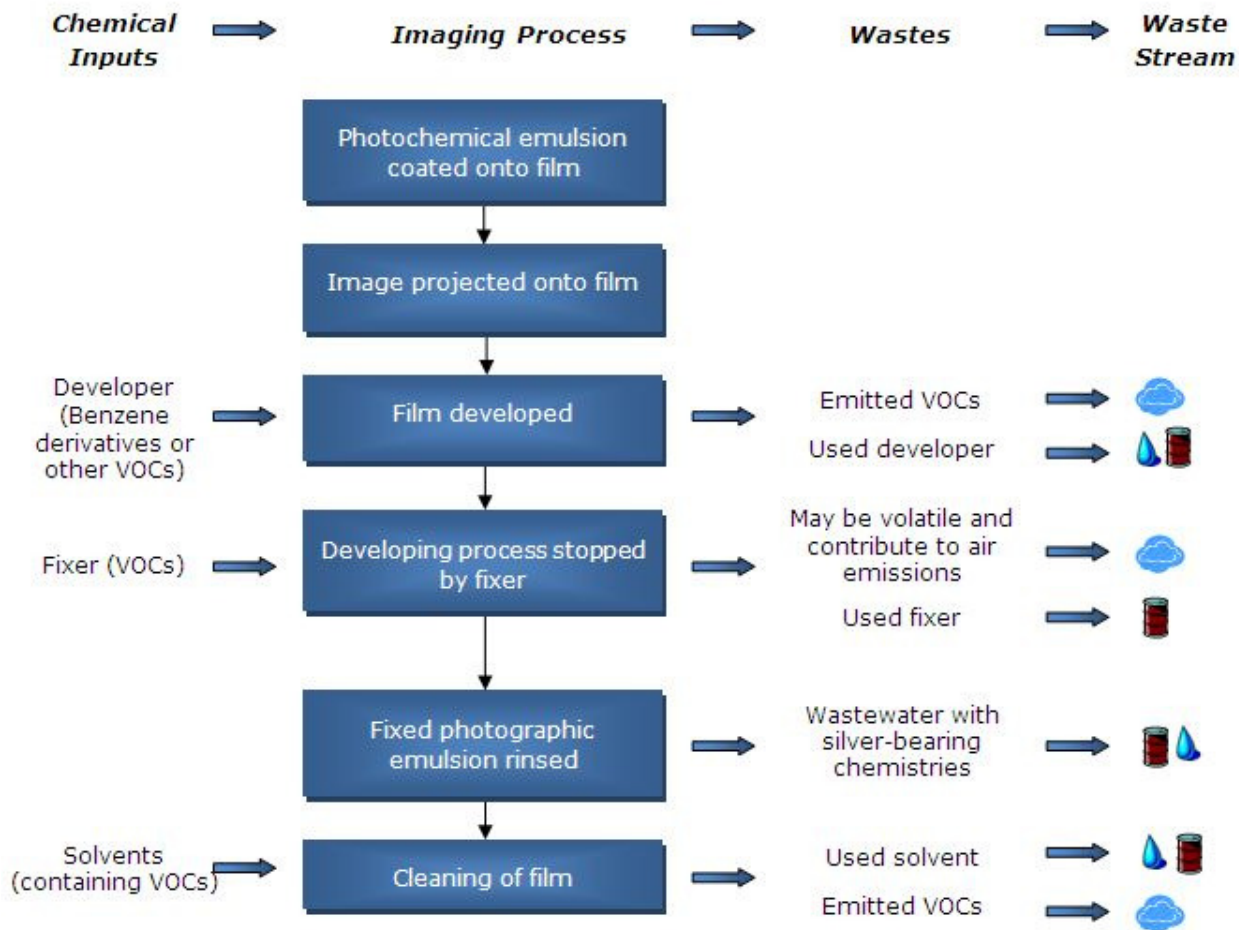 Chemical
Inputs
Imaging Process
Wastes
Waste
Stream
Photochemical emulsion
coated onto film
Image projected onto film
Developer
(Benzene
derivatives or
other VOCs)
Film developed
Emitted VOCs
Used developer
Fixer (VOCs)
Developing process stopped
by fixer
May be volatile and
contribute to air
emissions
Used fixer
Fixed photographic
emulsion rinsed
Wastewater with
silver-bearing
chemistries
Solvents
(containing VOCs)
Cleaning of film
Used solvent
Emitted VOCs